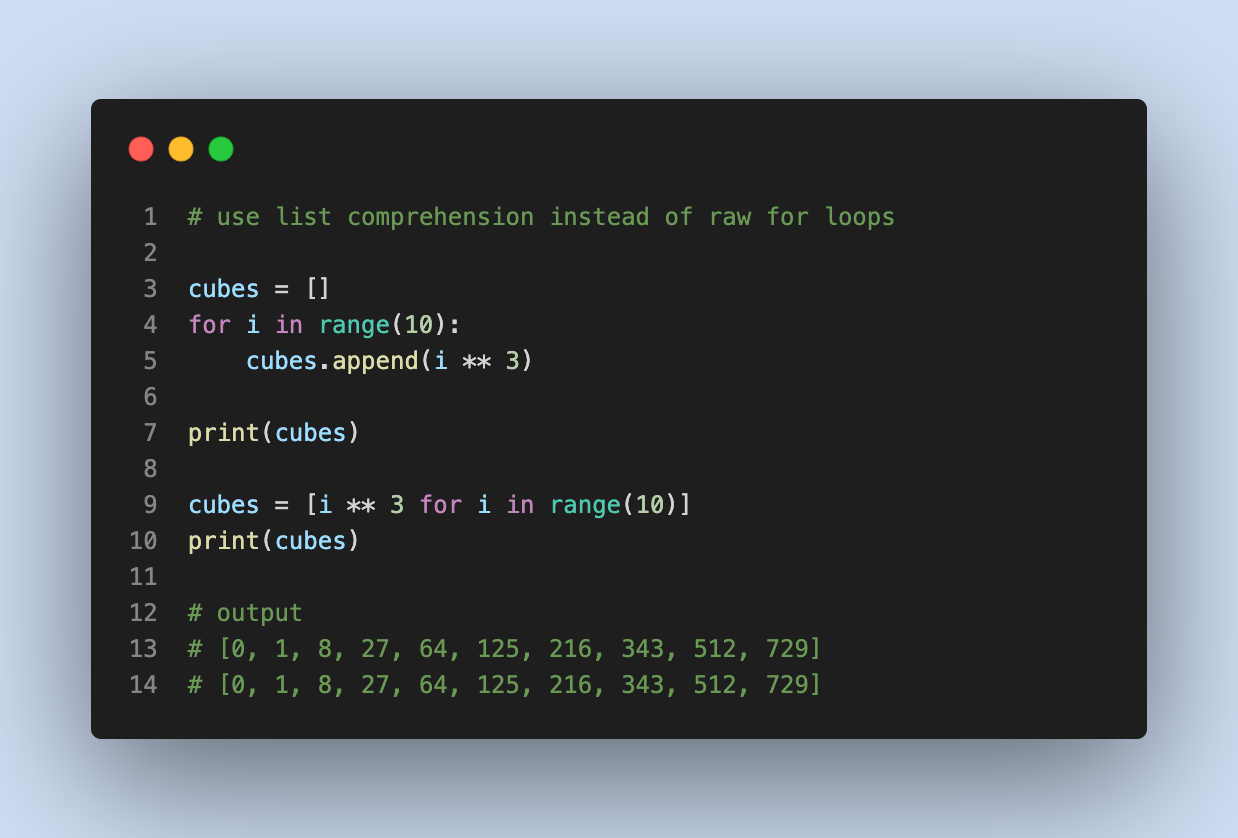 1 # use list comprehension instead of raw for loops
2
3 cubes = []
4 for i in range(10):
5     cubes.append(i ** 3)
6
7 print(cubes)
8
9 cubes = [i ** 3 for i in range(10)]
10 print(cubes)
11
12 # output
13 # [0, 1, 8, 27, 64, 125, 216, 343, 512, 729]
14 # [0, 1, 8, 27, 64, 125, 216, 343, 512, 729]